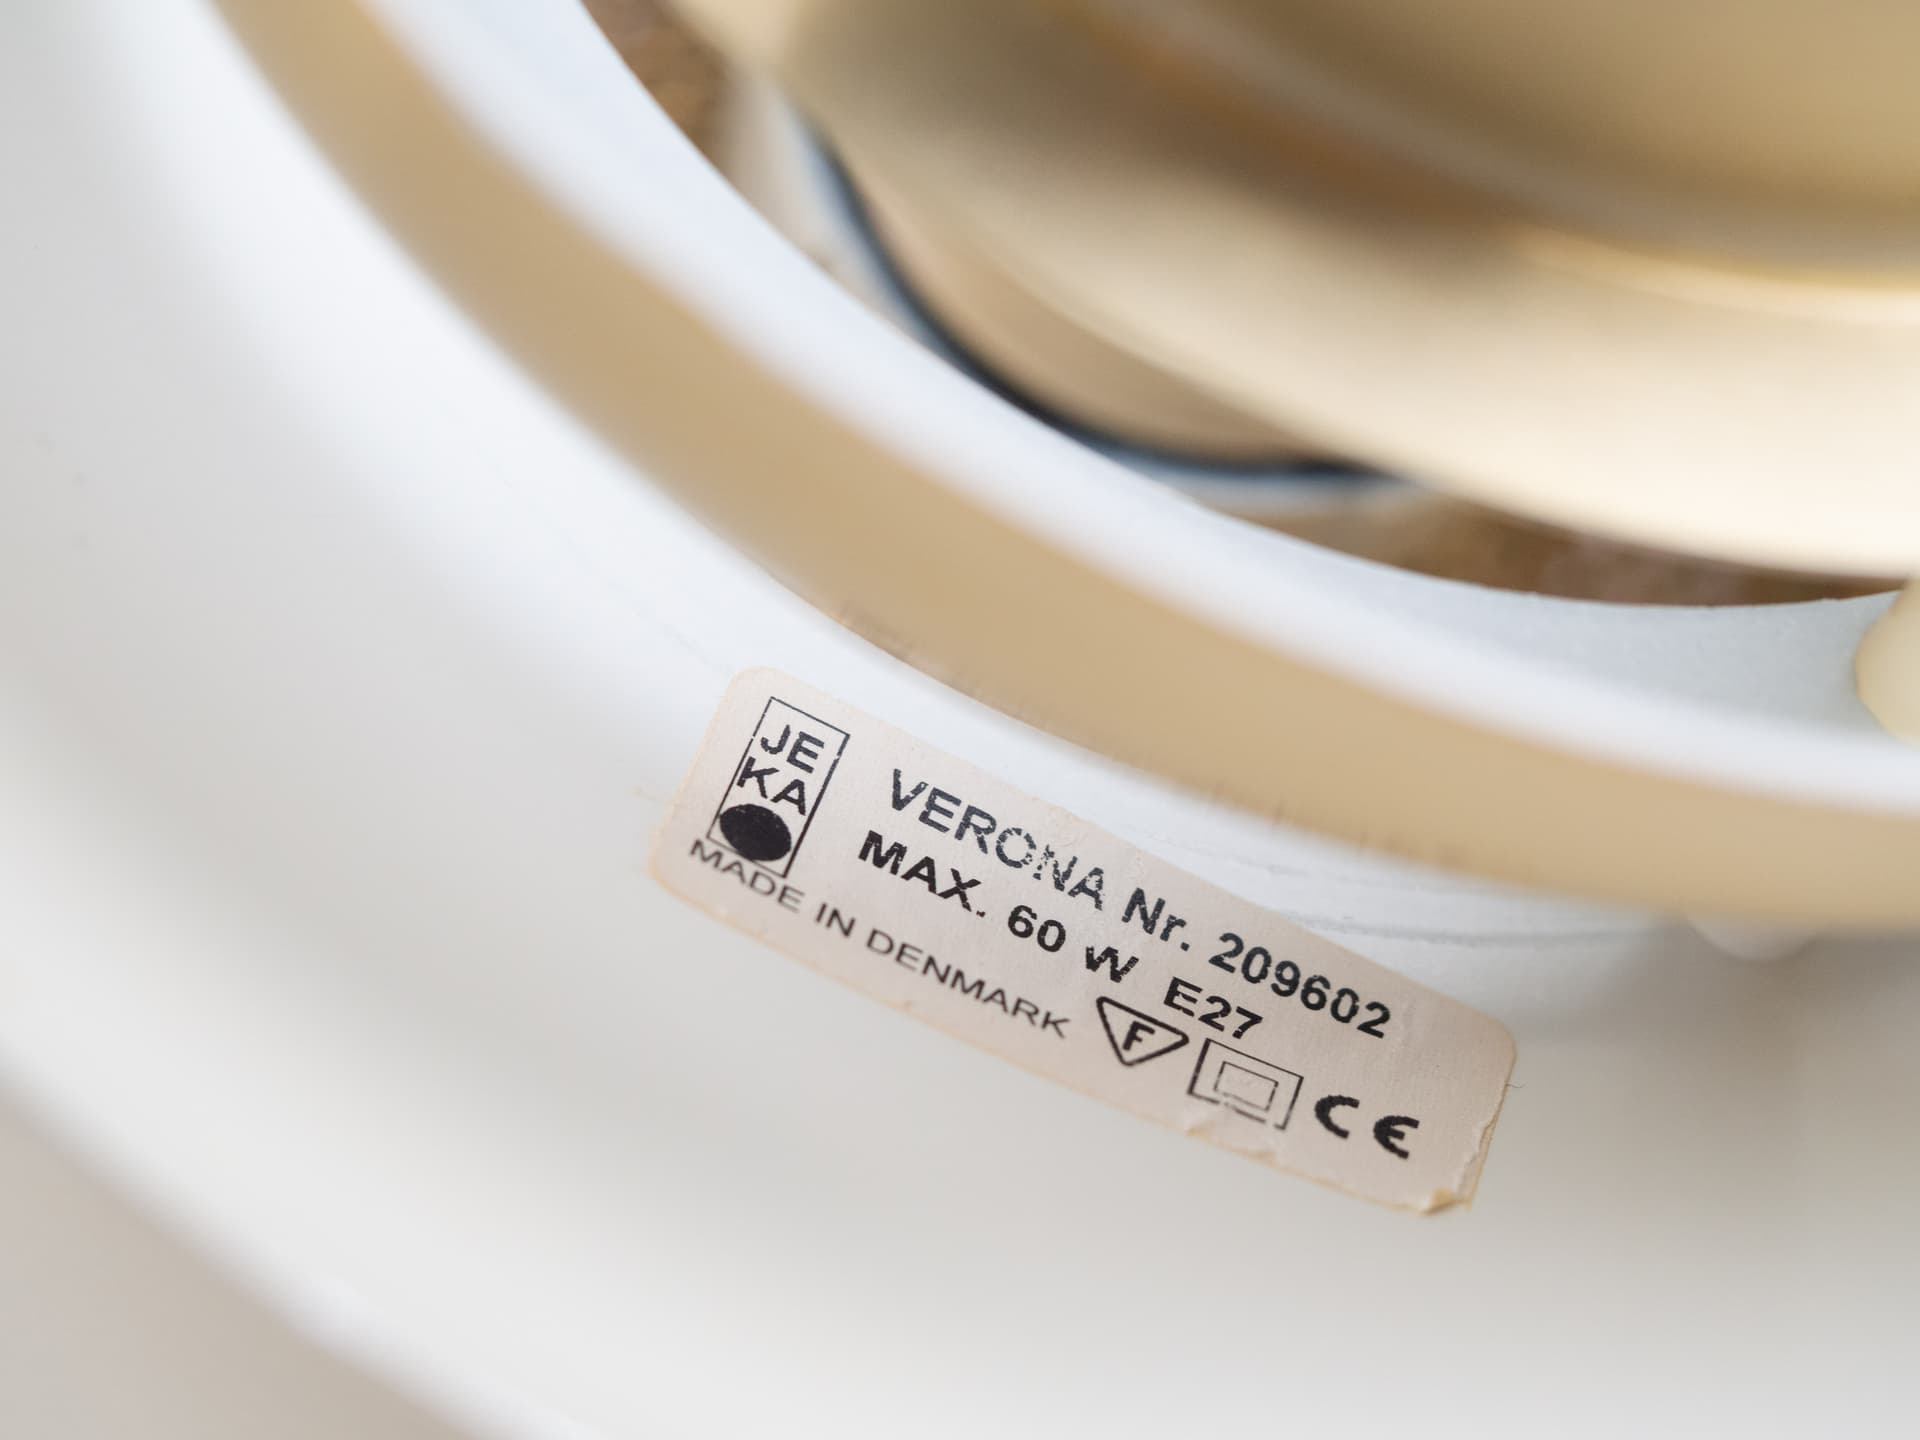 JE
KA
VERONA Nr. 209602
MAX. 60 W E27
MADE IN DENMARK F CE